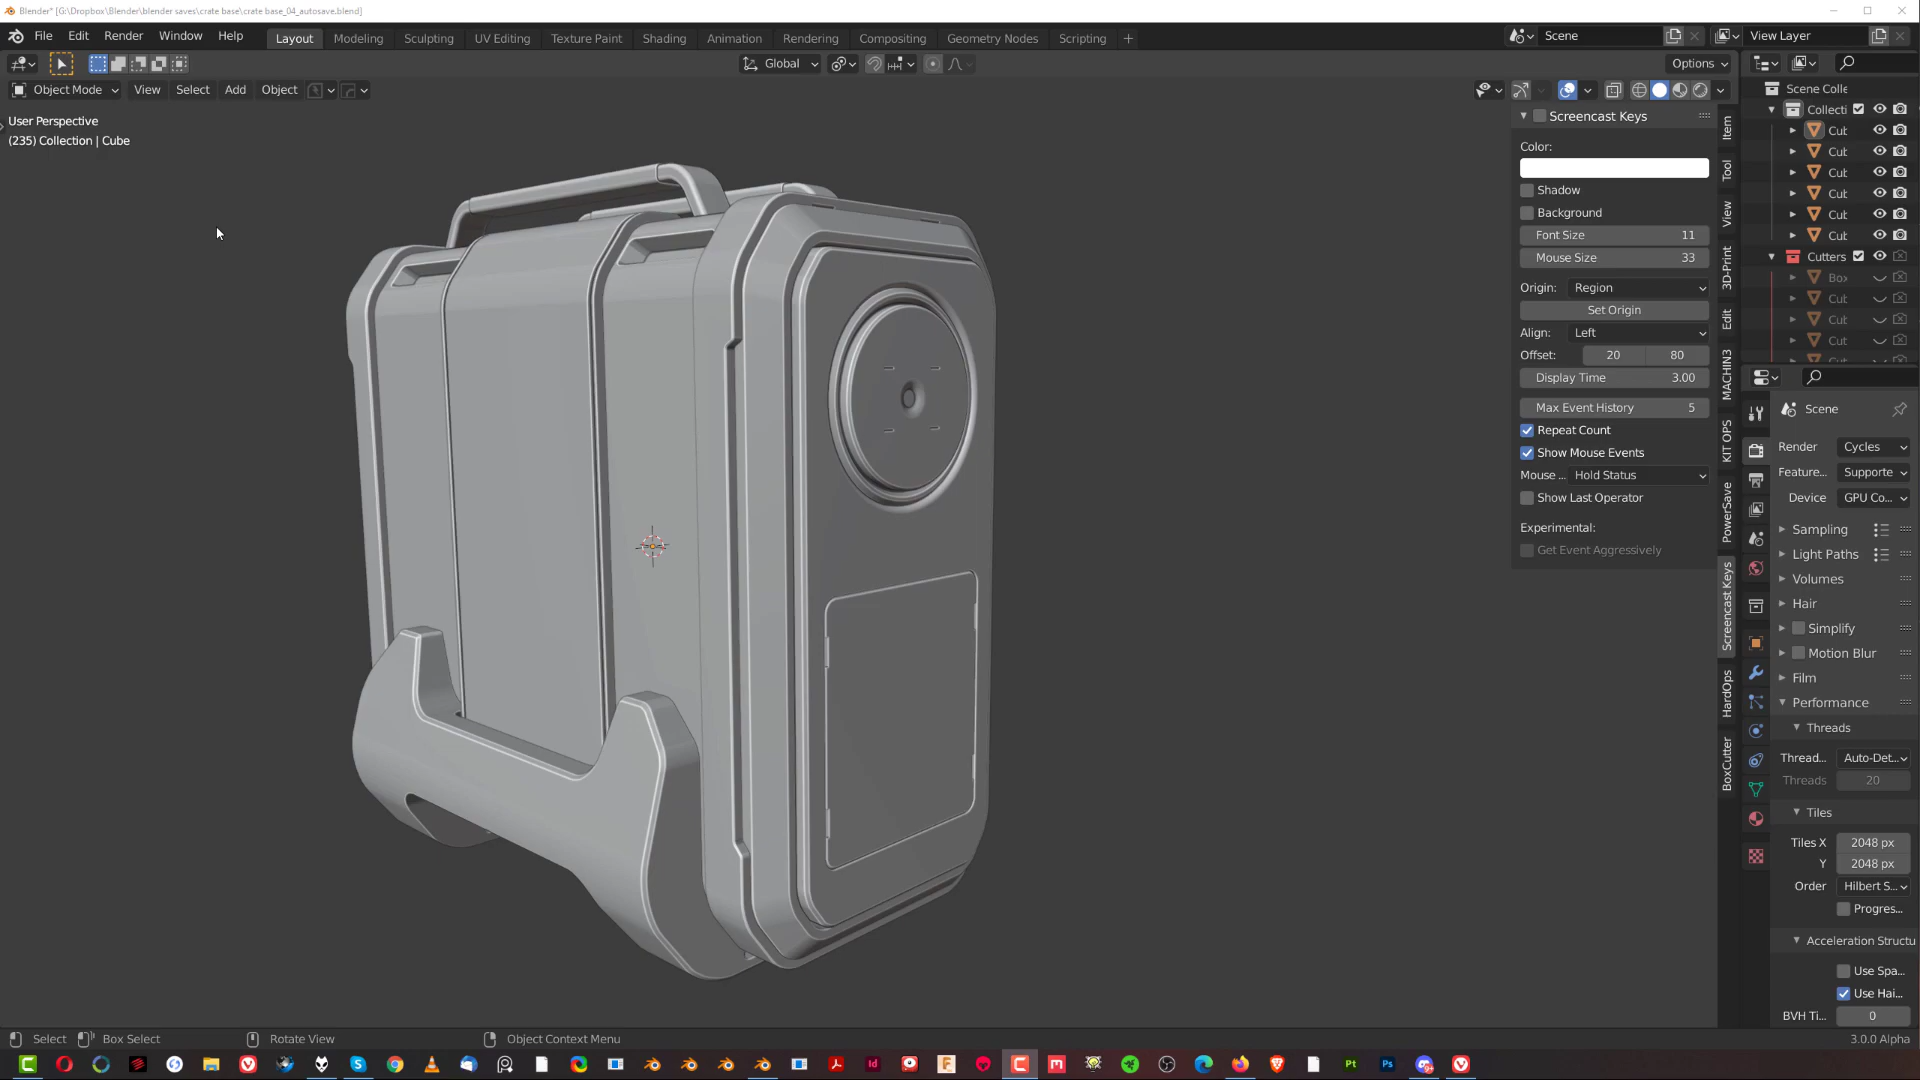 Blender* [G:\Dropbox\Blender\blender saves\crate base\crate base_04_autosave.blend]
File Edit Render Window Help Layout Modeling Sculpting UV Editing Texture Paint Shading Animation Rendering Compositing Geometry Nodes Scripting + Scene View Layer
Global Options
Object Mode View Select Add Object
User Perspective
(235) Collection | Cube
Screencast Keys
Color:
Shadow
Background
Font Size 11
Mouse Size 33
Origin: Region
Set Origin
Align: Left
Offset: 20 80
Display Time 3.00
Max Event History 5
Repeat Count
Show Mouse Events
Mouse ... Hold Status
Show Last Operator
Experimental:
Get Event Aggressively
Item
Tool
View
3D-Print
Edit
MACHIN3
KIT OPS
PowerSave
Screencast Keys
HardOps
BoxCutter
Scene Colle
Collecti
Cut
Cut
Cut
Cut
Cut
Cut
Cutters
Box
Cut
Cut
Cut
Scene
Render Cycles
Feature... Supporte
Device GPU Co...
Sampling
Light Paths
Volumes
Hair
Simplify
Motion Blur
Film
Performance
Threads
Thread... Auto-Det...
Threads 20
Tiles
Tiles X 2048 px
Y 2048 px
Order Hilbert S...
Progres...
Acceleration Structu
Use Spa...
Use Hai...
BVH Ti... 0
Select Box Select Rotate View Object Context Menu 3.0.0 Alpha
Id F m Pt Ps